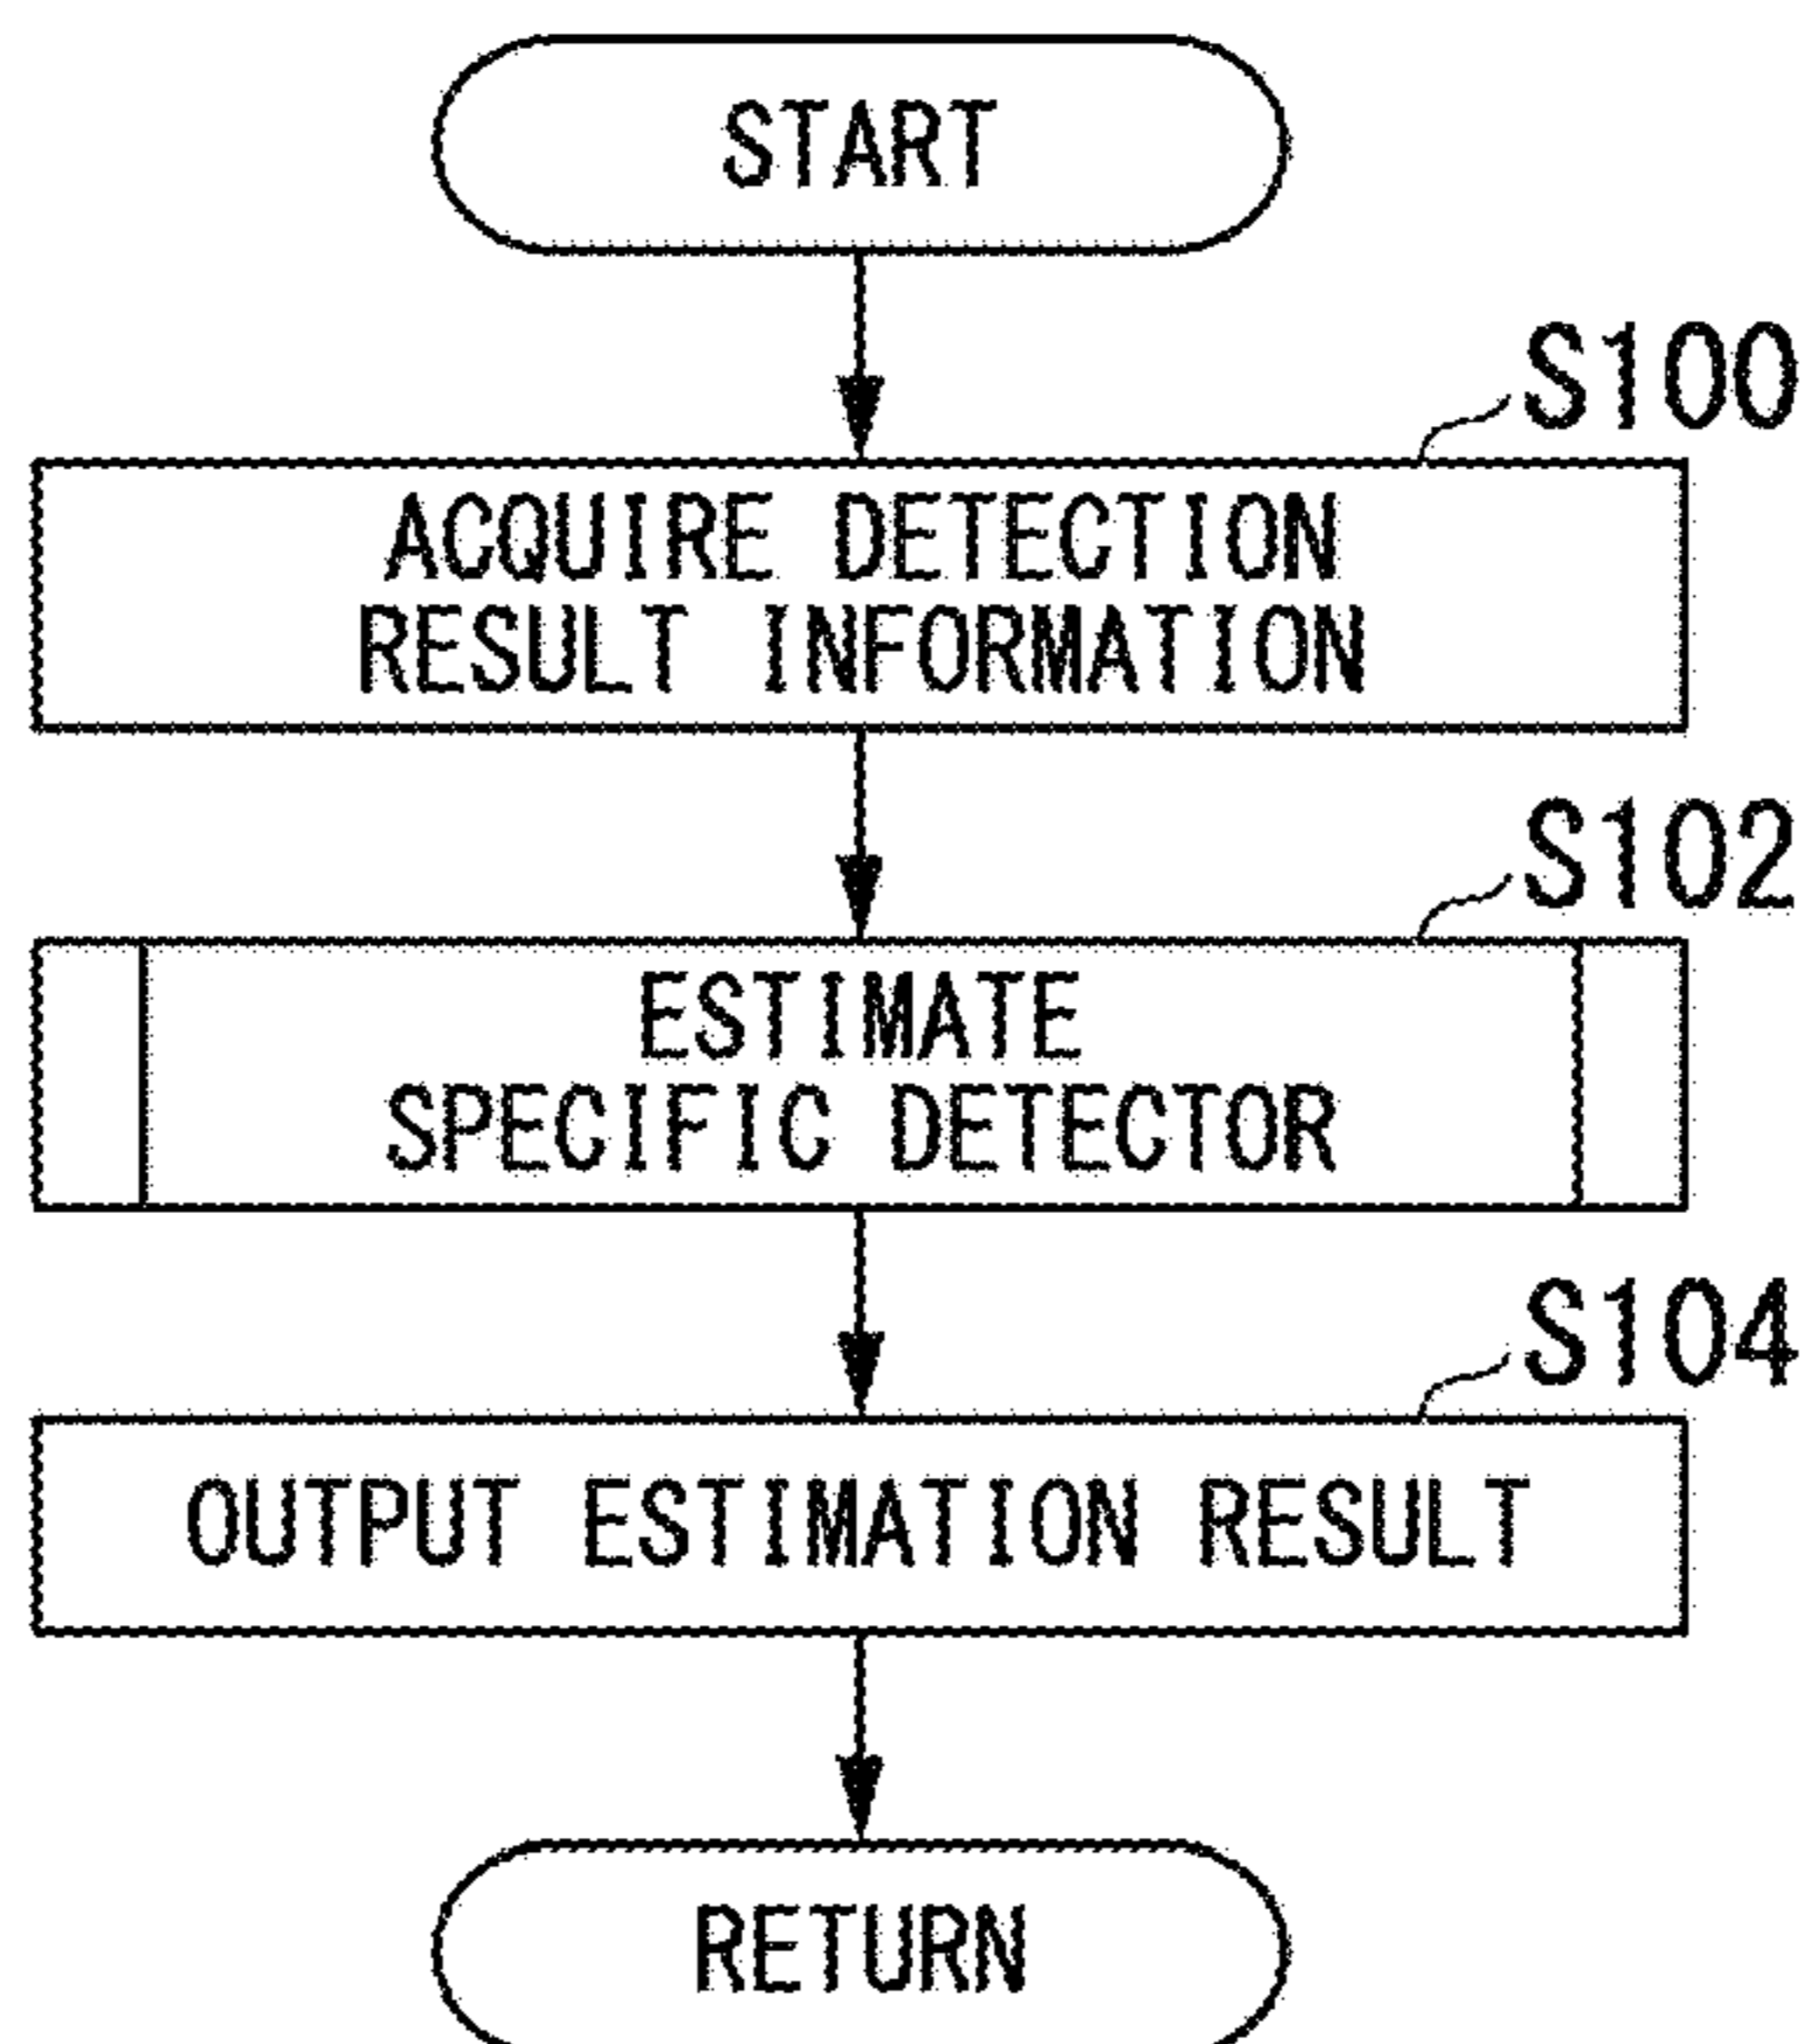 START
S100
ACQUIRE DETECTION
RESULT INFORMATION
S102
ESTIMATE
SPECIFIC DETECTOR
S104
OUTPUT ESTIMATION RESULT
RETURN